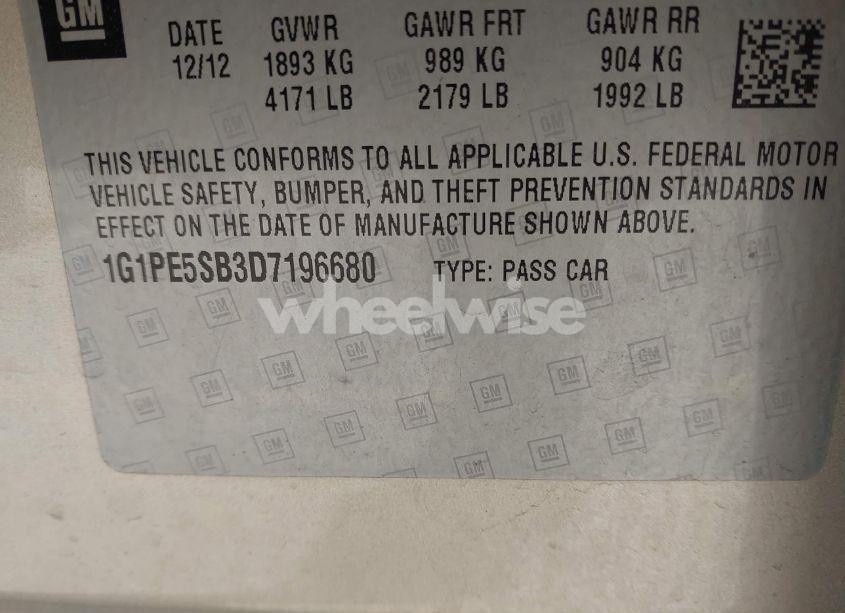 GM
DATE GVWR GAWR FRT GAWR RR
12/12 1893 KG 989 KG 904 KG
4171 LB 2179 LB 1992 LB
THIS VEHICLE CONFORMS TO ALL APPLICABLE U.S. FEDERAL MOTOR
VEHICLE SAFETY, BUMPER, AND THEFT PREVENTION STANDARDS IN
EFFECT ON THE DATE OF MANUFACTURE SHOWN ABOVE.
1G1PE5SB3D7196680 TYPE: PASS CAR
wheelwise